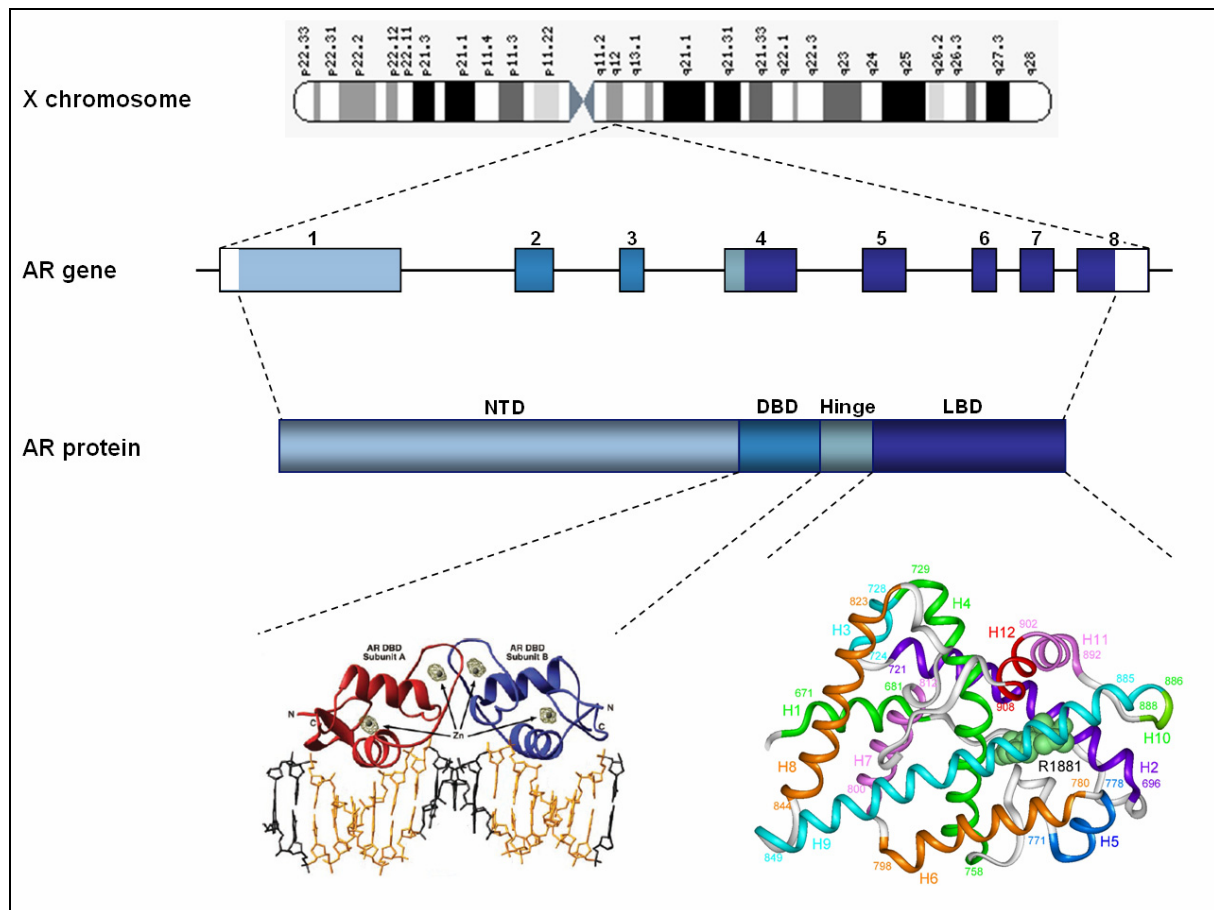 p22.33
p22.31
p22.2
p22.12
p22.11
p21.3
p21.1
p11.4
p11.3
p11.22
q11.2
q12
q13.1
q21.1
q21.31
q21.33
q22.1
q22.3
q23
q24
q25
q26.2
q26.3
q27.3
q28
X chromosome
1 2 3 4 5 6 7 8
AR gene
NTD DBD Hinge LBD
AR protein
AR DBD
Subunit A
AR DBD
Subunit B
N
C
Zn
N
C
729
728
823
H4
H3
902
H12
H11
892
724
721
671
681
812
885
886
H1
908
888
H10
R1881
H7
H8
H2
800
780
778
696
844
849
H9
798
H6
758
771
H5